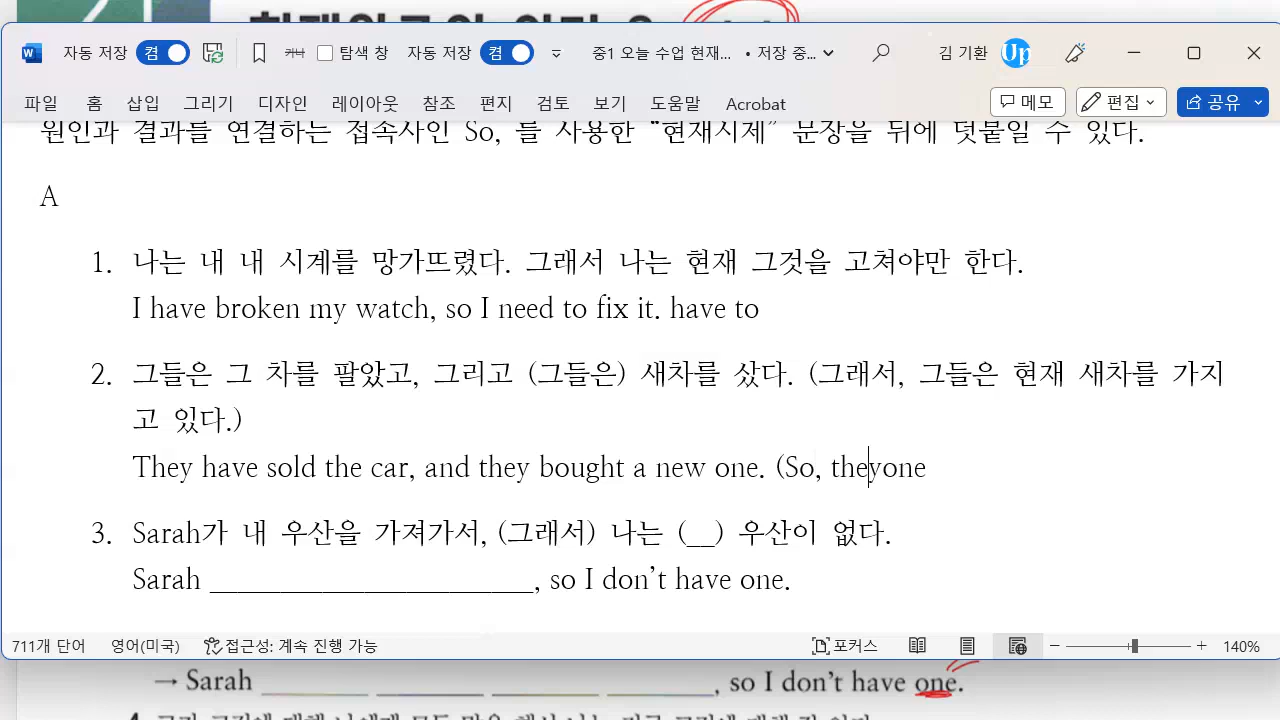 자동 저장 켬 가나 탐색 창 자동 저장 켬 중1 오늘 수업 현재... • 저장 중... 김 기환 Up
파일 홈 삽입 그리기 디자인 레이아웃 참조 편지 검토 보기 도움말 Acrobat 메모 편집 공유
원인과 결과를 연결하는 접속사인 So, 를 사용한 “현재시제” 문장을 뒤에 덧붙일 수 있다.
A
1. 나는 내 내 시계를 망가뜨렸다. 그래서 나는 현재 그것을 고쳐야만 한다.
I have broken my watch, so I need to fix it. have to
2. 그들은 그 차를 팔았고, 그리고 (그들은) 새차를 샀다. (그래서, 그들은 현재 새차를 가지
고 있다.)
They have sold the car, and they bought a new one. (So, theyone
3. Sarah가 내 우산을 가져가서, (그래서) 나는 (__) 우산이 없다.
Sarah ______________________, so I don’t have one.
711개 단어 영어(미국) 접근성: 계속 진행 가능 포커스 140%
→ Sarah ______ ______ ______ ______, so I don’t have one.